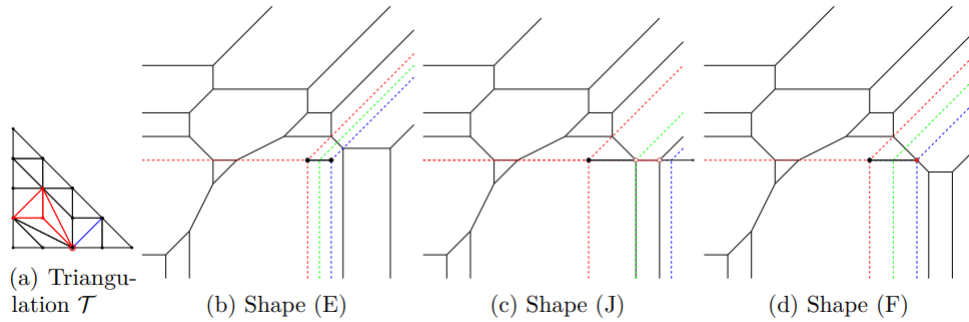 (a) Triangu-
lation 𝒯
(b) Shape (E)
(c) Shape (J)
(d) Shape (F)